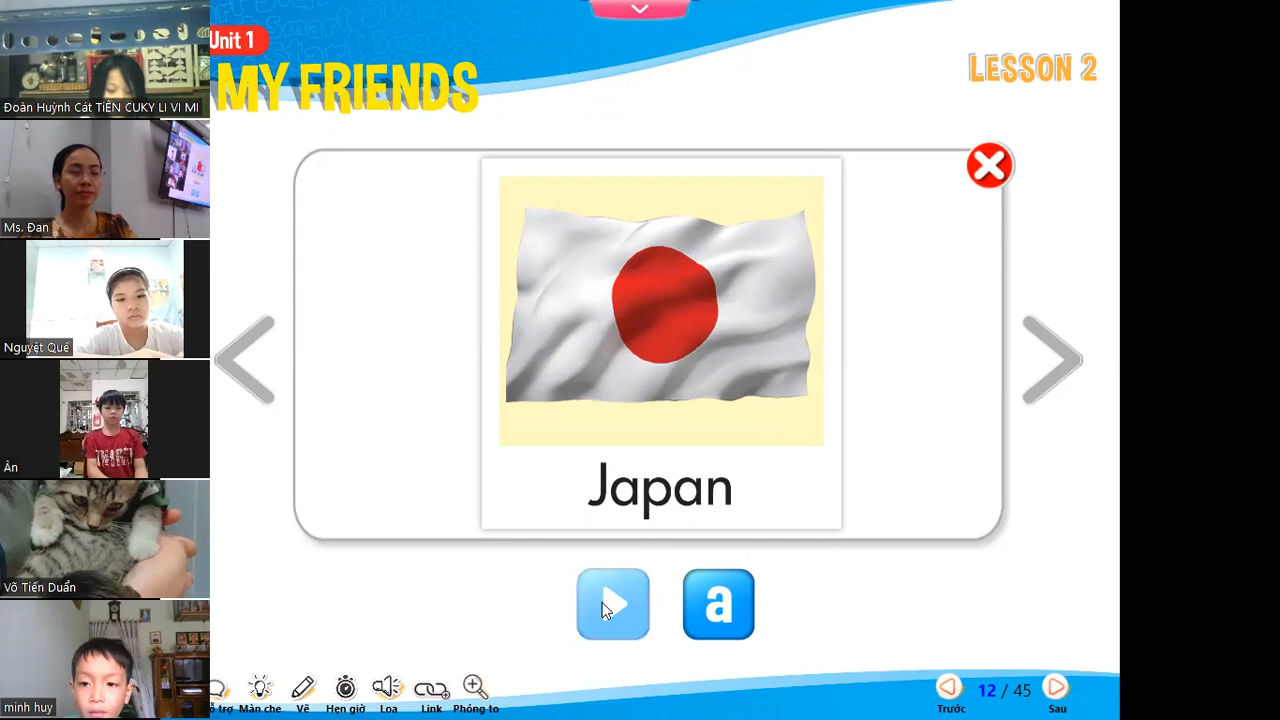 Unit 1
MY FRIENDS
LESSON 2
Đoàn Huỳnh Cát TiÊN CUKY LI VI MI
Ms. Đan
Nguyệt Quế
Ân
Võ Tiến Duẩn
minh huy
Japan
a
ỗ trợ Màn che Vẽ Hẹn giờ Loa Link Phóng to
12 / 45
Trước Sau